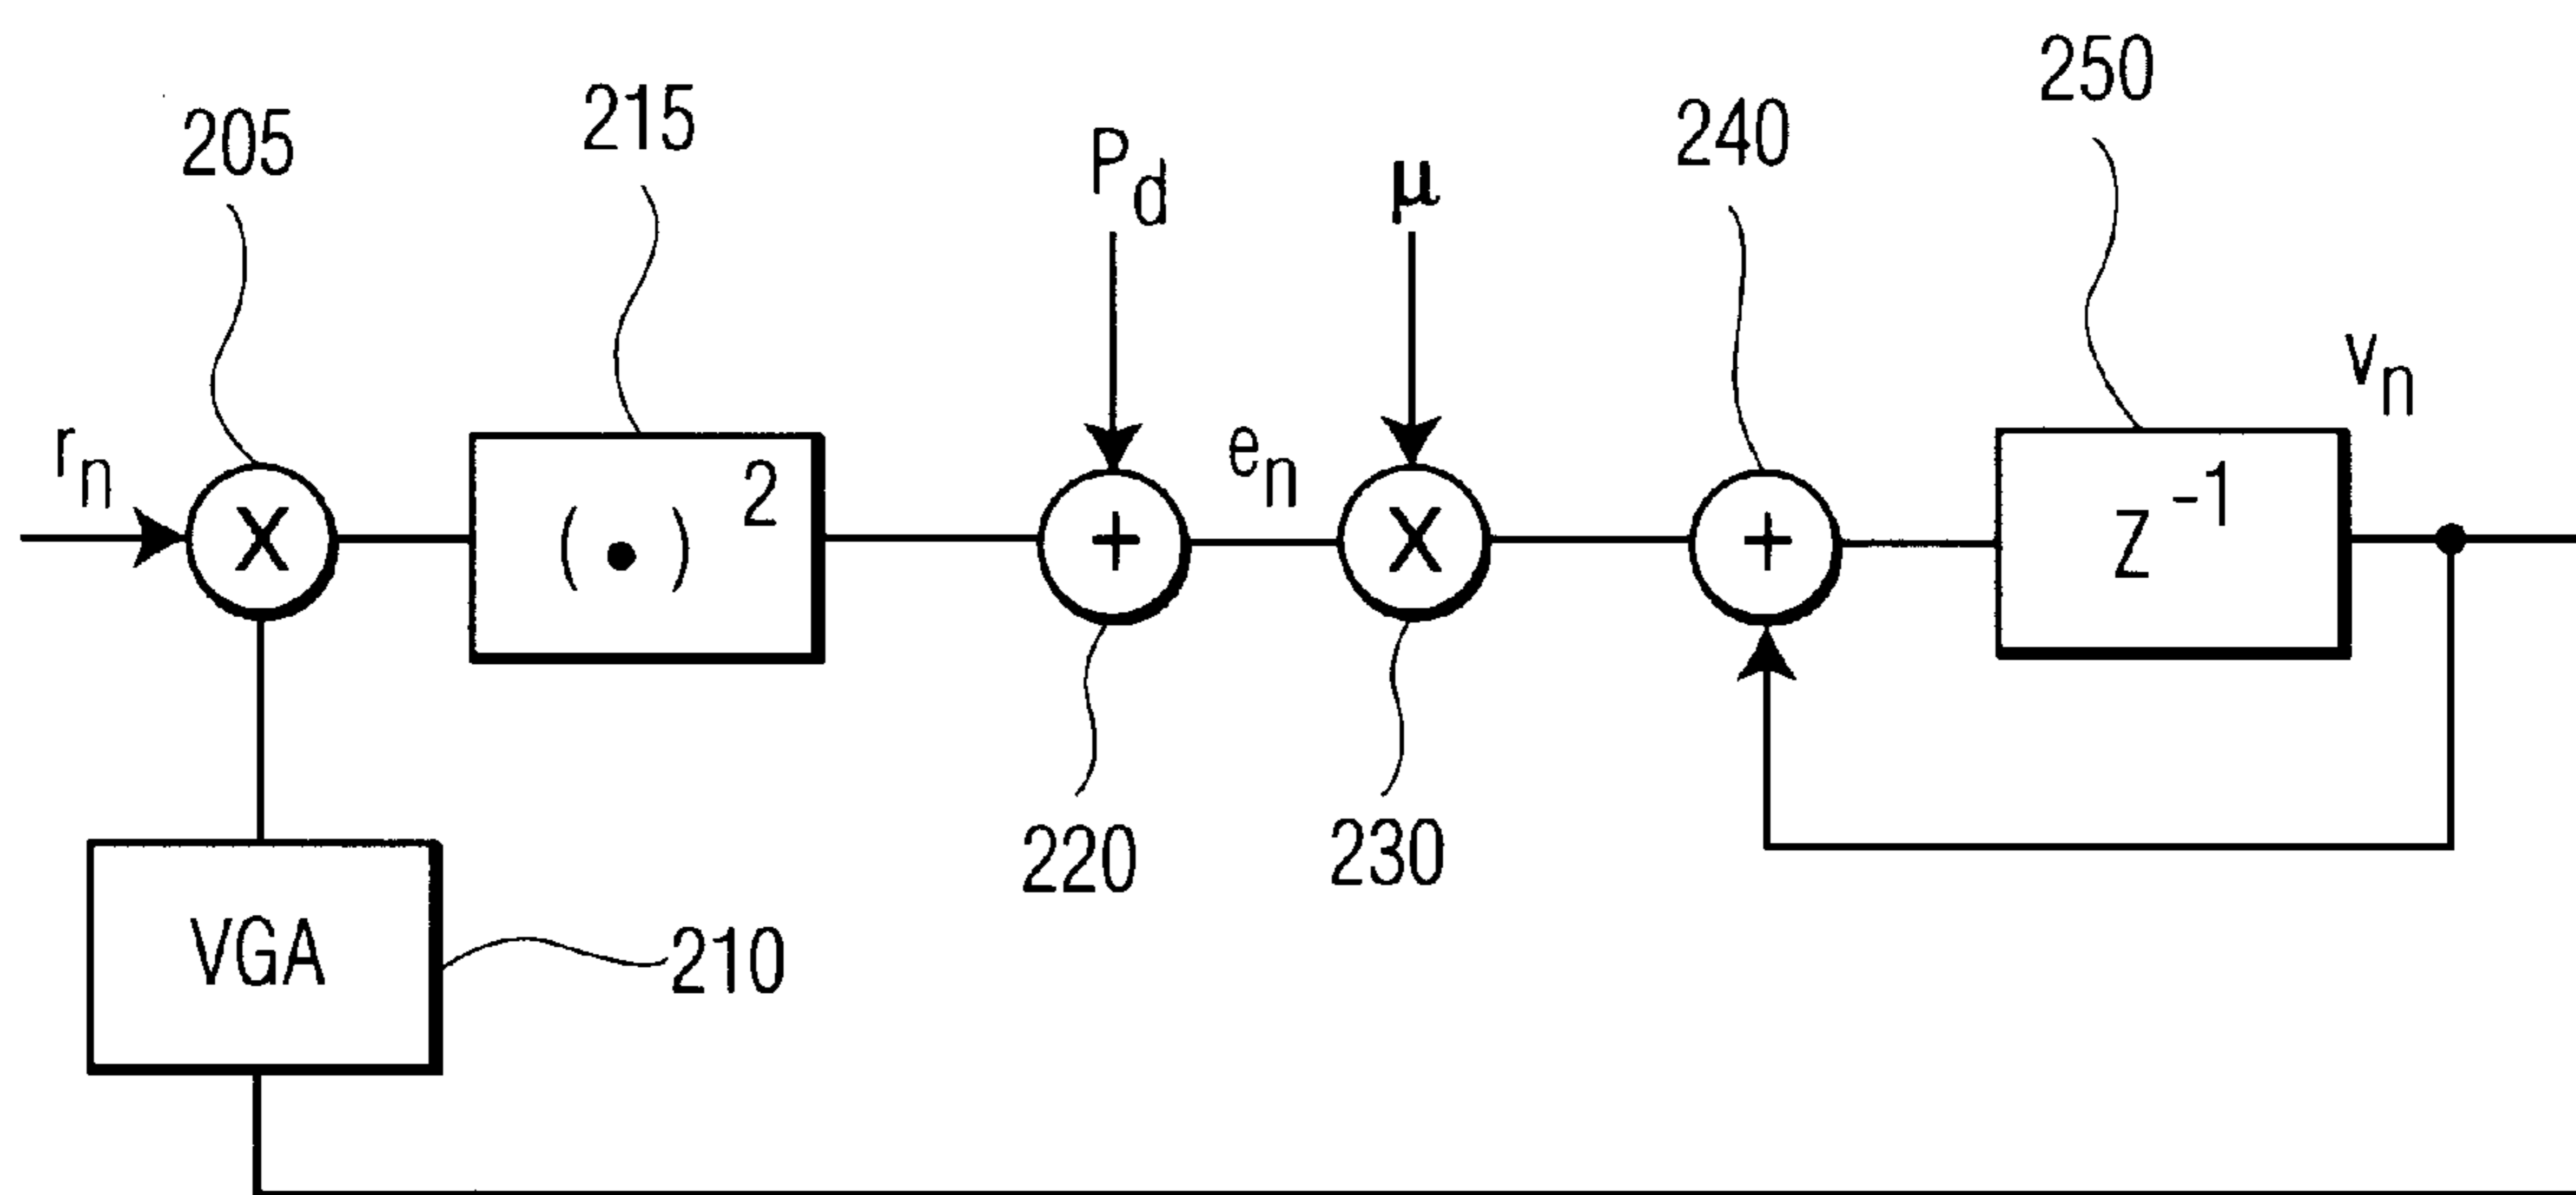 250
215
240
205
P_d
μ
v_n
r_n
e_n
X
( • )²
+
X
+
Z⁻¹
220
230
VGA
210